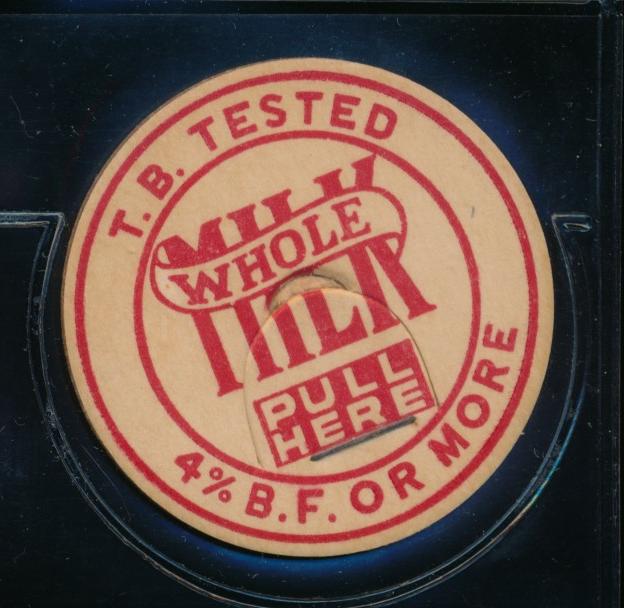 T.B. TESTED
MILK
WHOLE
PULL
HERE
4% B.F. OR MORE